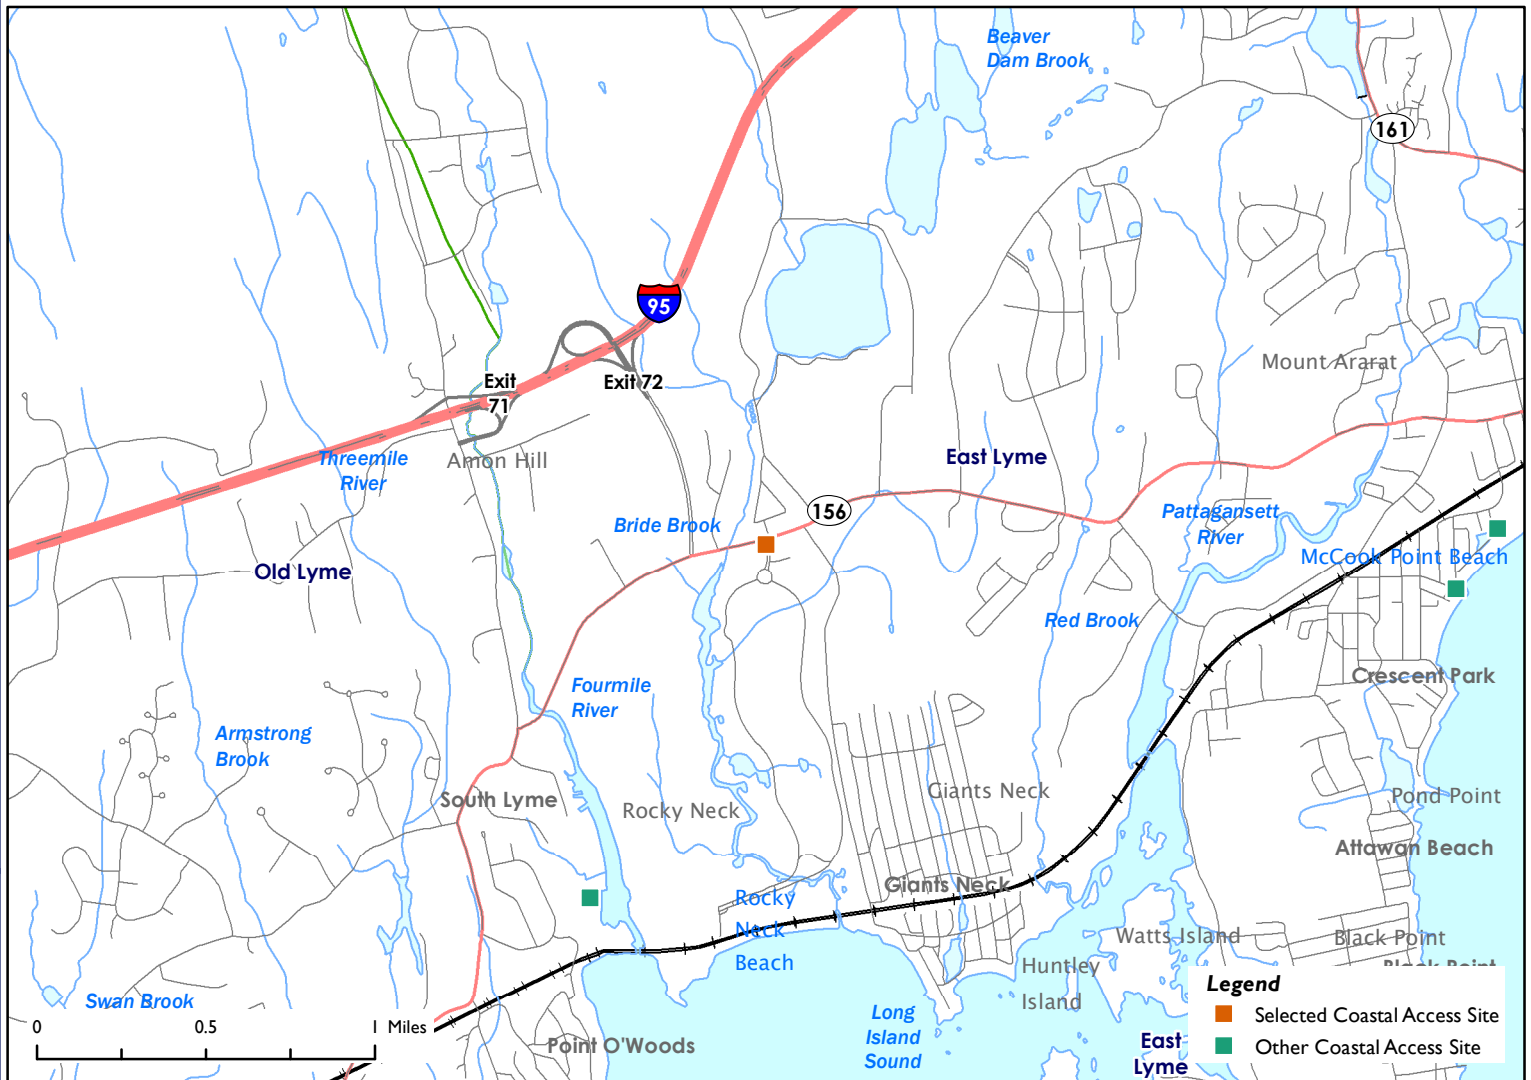 Beaver
Dam Brook
161
95
Mount Ararat
Exit
71
Exit 72
Threemile
River
Amon Hill
East Lyme
156
Bride Brook
Pattagansett
River
McCook Point Beach
Old Lyme
Red Brook
Crescent Park
Fourmile
River
Armstrong
Brook
South Lyme
Rocky Neck
Giants Neck
Pond Point
Attawan Beach
Giants Neck
Rocky
Neck
Beach
Watts Island
Black Point
Black Point
Huntley
Island
Swan Brook
Long
Island
Sound
Point O'Woods
East
Lyme
Legend
Selected Coastal Access Site
Other Coastal Access Site
0 0.5 1 Miles